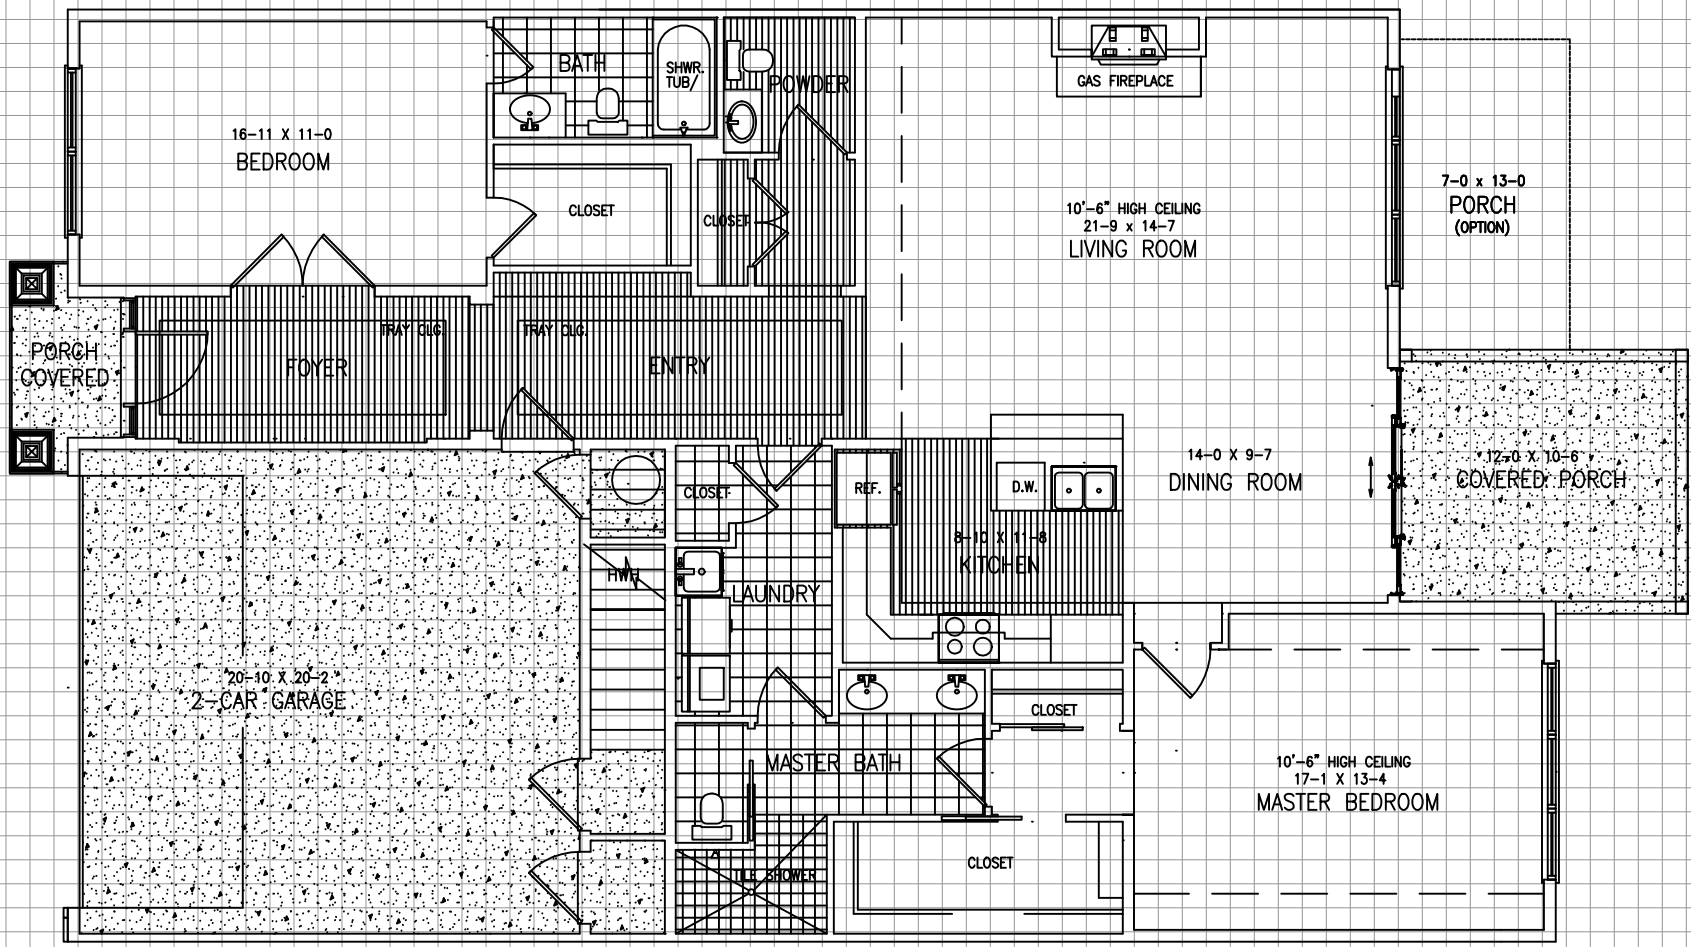 BATH
SHWR.
TUB/
POWDER
GAS FIREPLACE
16-11 X 11-0
BEDROOM
CLOSET
CLOSET
10'-6" HIGH CEILING
21-9 x 14-7
LIVING ROOM
7-0 x 13-0
PORCH
(OPTION)
PORCH
COVERED
TRAY CLG.
FOYER
TRAY CLG.
ENTRY
CLOSET
REF.
D.W.
14-0 X 9-7
DINING ROOM
12-0 X 10-6
COVERED PORCH
8-10 X 11-8
KITCHEN
HWH
LAUNDRY
20-10 X 20-2
2-CAR GARAGE
CLOSET
MASTER BATH
10'-6" HIGH CEILING
17-1 X 13-4
MASTER BEDROOM
CLOSET
TILE SHOWER